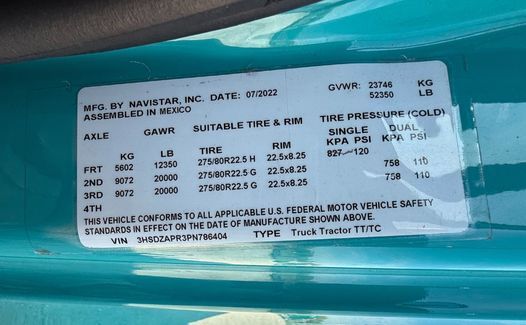 MFG. BY NAVISTAR, INC. DATE: 07/2022 GVWR: 23746 KG
ASSEMBLED IN MEXICO 52350 LB
AXLE GAWR SUITABLE TIRE & RIM TIRE PRESSURE (COLD)
SINGLE DUAL
KG LB TIRE RIM KPA PSI KPA PSI
FRT 5602 12350 275/80R22.5 H 22.5x8.25 827 120
2ND 9072 20000 275/80R22.5 G 22.5x8.25 758 110
3RD 9072 20000 275/80R22.5 G 22.5x8.25 758 110
4TH
THIS VEHICLE CONFORMS TO ALL APPLICABLE U.S. FEDERAL MOTOR VEHICLE SAFETY
STANDARDS IN EFFECT ON THE DATE OF MANUFACTURE SHOWN ABOVE.
VIN 3HSDZAPR3PN786404 TYPE Truck Tractor TT/TC